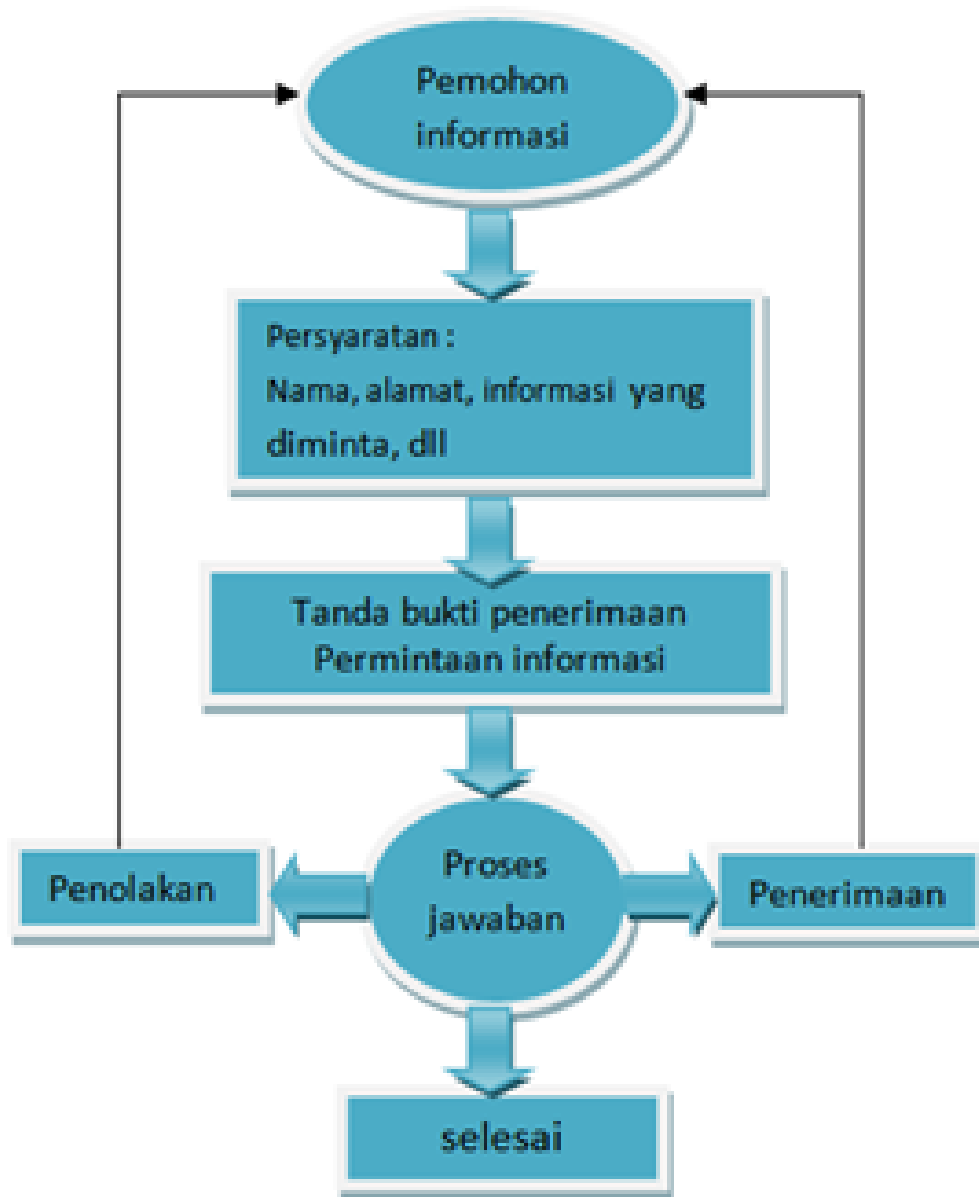 Pemohon
informasi
Persyaratan :
Nama, alamat, informasi yang
diminta, dll
Tanda bukti penerimaan
Permintaan informasi
Penolakan
Proses
jawaban
Penerimaan
selesai